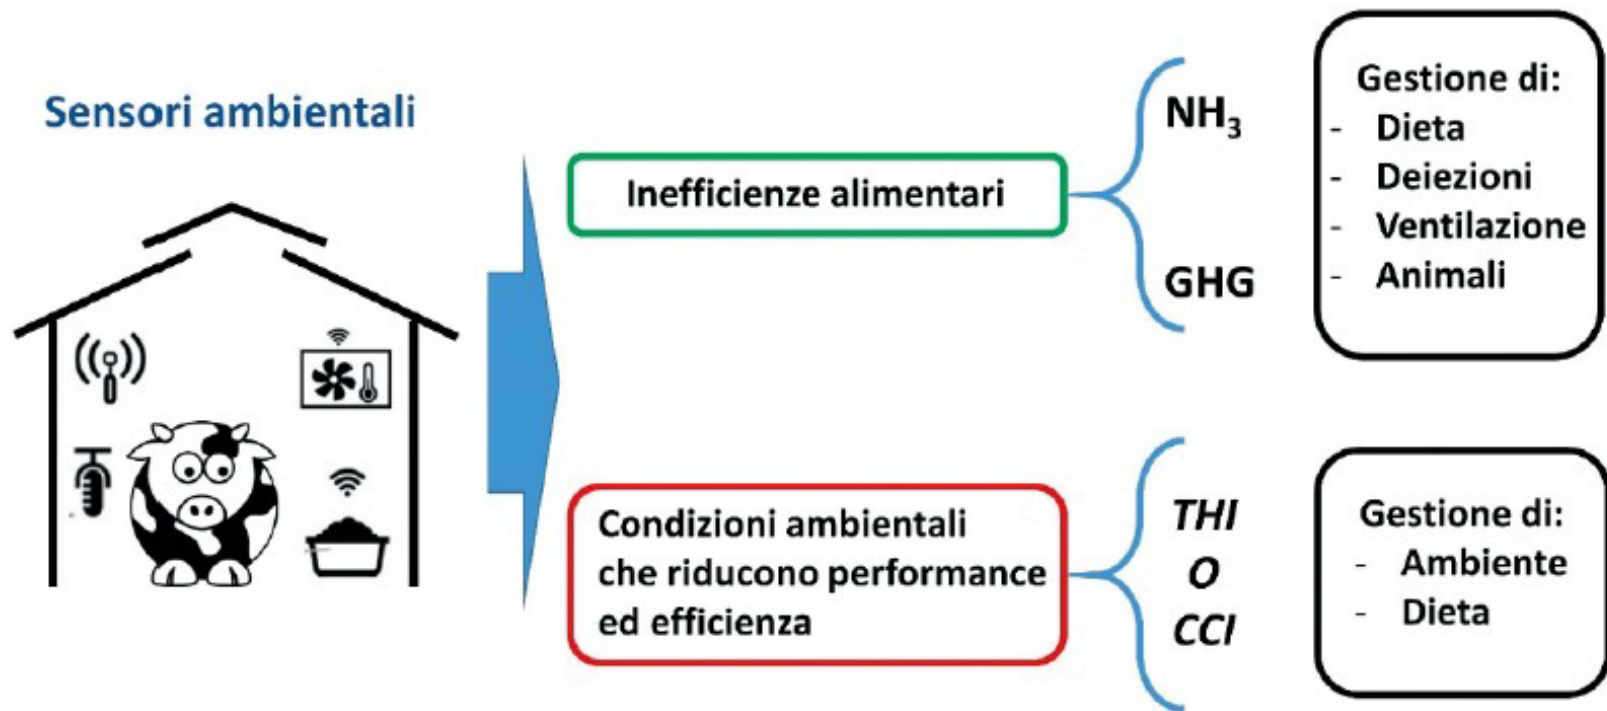 Sensori ambientali
Inefficienze alimentari
NH₃
GHG
Gestione di:
- Dieta
- Deiezioni
- Ventilazione
- Animali
Condizioni ambientali
che riducono performance
ed efficienza
THI
O
CCI
Gestione di:
- Ambiente
- Dieta